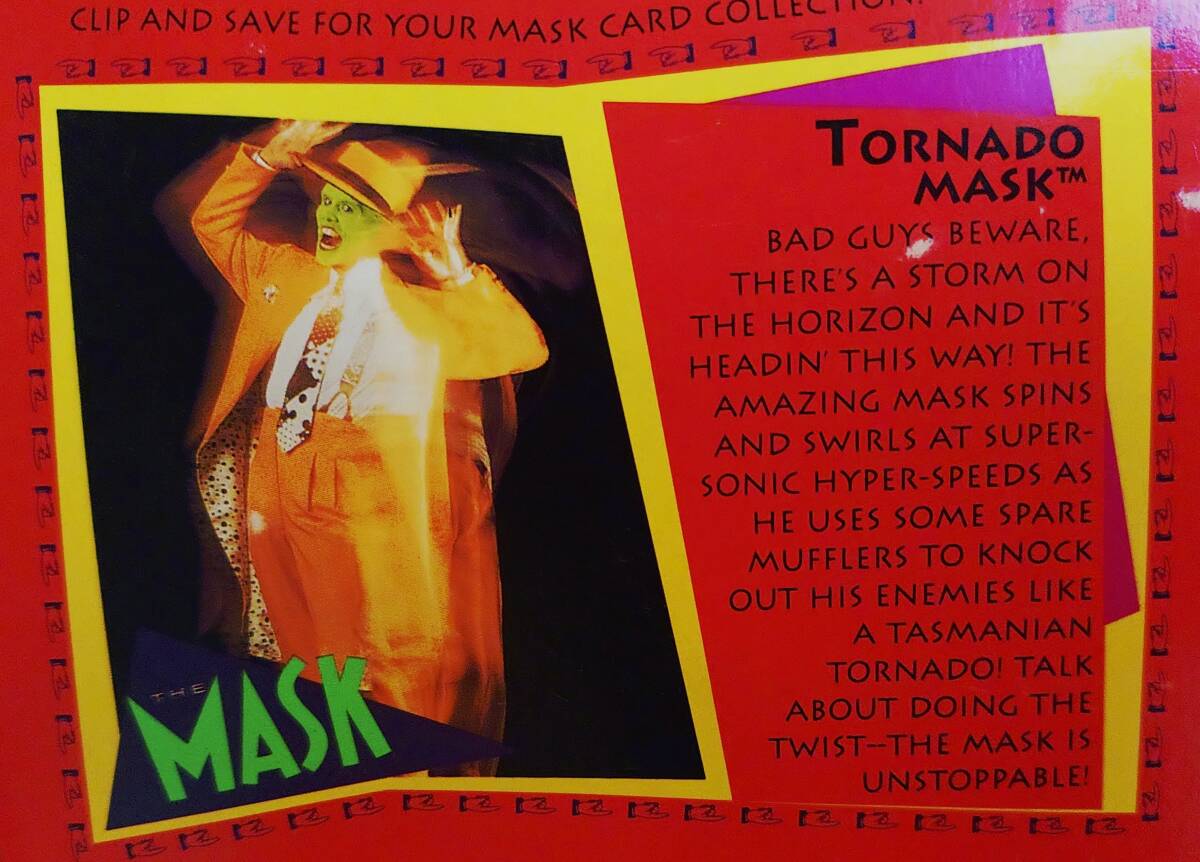 CLIP AND SAVE FOR YOUR MASK CARD COLLECTION!
TORNADO
MASK™
BAD GUYS BEWARE,
THERE'S A STORM ON
THE HORIZON AND IT'S
HEADIN' THIS WAY! THE
AMAZING MASK SPINS
AND SWIRLS AT SUPER-
SONIC HYPER-SPEEDS AS
HE USES SOME SPARE
MUFFLERS TO KNOCK
OUT HIS ENEMIES LIKE
A TASMANIAN
TORNADO! TALK
ABOUT DOING THE
TWIST--THE MASK IS
UNSTOPPABLE!
THE
MASK